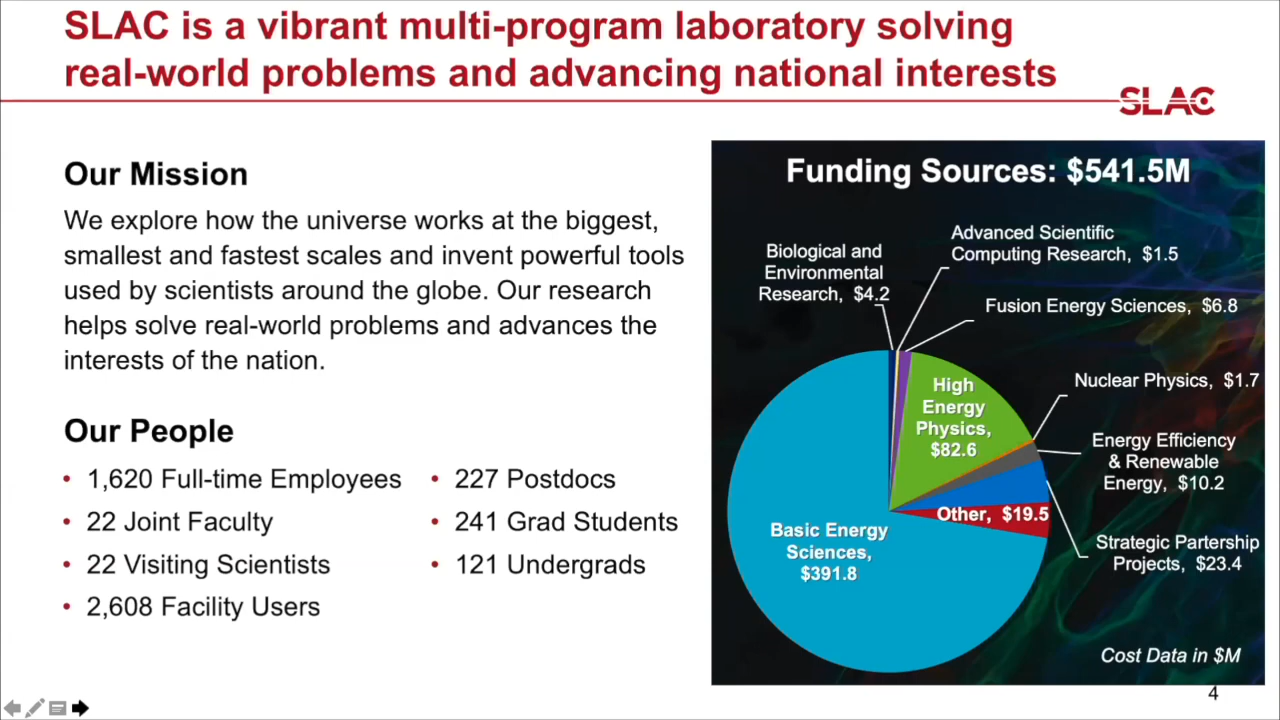 SLAC is a vibrant multi-program laboratory solving
real-world problems and advancing national interests
SLAC
Our Mission
We explore how the universe works at the biggest,
smallest and fastest scales and invent powerful tools
used by scientists around the globe. Our research
helps solve real-world problems and advances the
interests of the nation.
Our People
• 1,620 Full-time Employees
• 22 Joint Faculty
• 22 Visiting Scientists
• 2,608 Facility Users
• 227 Postdocs
• 241 Grad Students
• 121 Undergrads
Funding Sources: $541.5M
Biological and
Environmental
Research, $4.2
Advanced Scientific
Computing Research, $1.5
Fusion Energy Sciences, $6.8
High
Energy
Physics,
$82.6
Nuclear Physics, $1.7
Energy Efficiency
& Renewable
Energy, $10.2
Other, $19.5
Strategic Partership
Projects, $23.4
Basic Energy
Sciences,
$391.8
Cost Data in $M
4